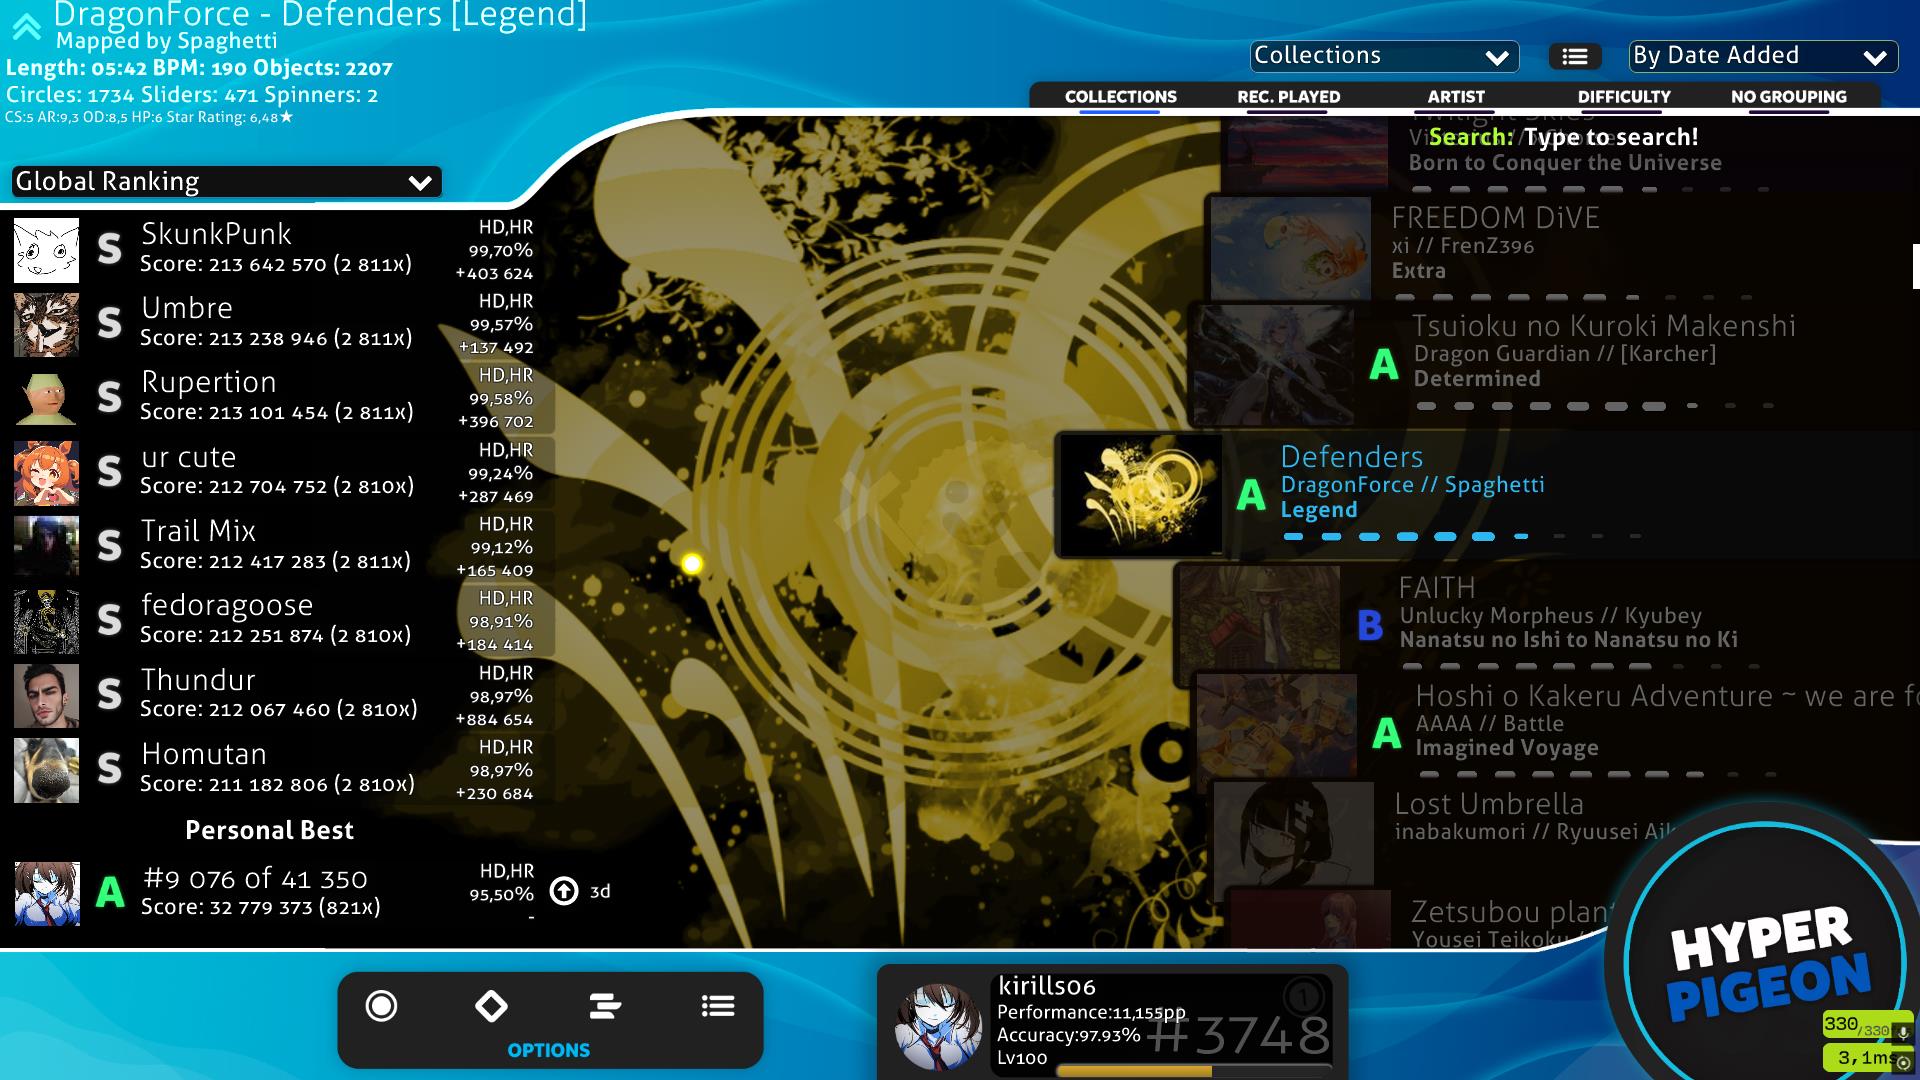 DragonForce - Defenders [Legend]
Mapped by Spaghetti
Length: 05:42 BPM: 190 Objects: 2207
Circles: 1734 Sliders: 471 Spinners: 2
CS:5 AR:9,3 OD:8,5 HP:6 Star Rating: 6,48★
Collections
By Date Added
COLLECTIONS
REC. PLAYED
ARTIST
DIFFICULTY
NO GROUPING
Search: Type to search!
Global Ranking
S
SkunkPunk
Score: 213 642 570 (2 811x)
HD,HR
99,70%
+403 624
S
Umbre
Score: 213 238 946 (2 811x)
HD,HR
99,57%
+137 492
S
Rupertion
Score: 213 101 454 (2 811x)
HD,HR
99,58%
+396 702
S
ur cute
Score: 212 704 752 (2 810x)
HD,HR
99,24%
+287 469
S
Trail Mix
Score: 212 417 283 (2 811x)
HD,HR
99,12%
+165 409
S
fedoragoose
Score: 212 251 874 (2 810x)
HD,HR
98,91%
+184 414
S
Thundur
Score: 212 067 460 (2 810x)
HD,HR
98,97%
+884 654
S
Homutan
Score: 211 182 806 (2 810x)
HD,HR
98,97%
+230 684
Personal Best
A
#9 076 of 41 350
Score: 32 779 373 (821x)
HD,HR
95,50%
-
3d
Born to Conquer the Universe
FREEDOM DiVE
xi // FrenZ396
Extra
A
Tsuioku no Kuroki Makenshi
Dragon Guardian // [Karcher]
Determined
A
Defenders
DragonForce // Spaghetti
Legend
B
FAITH
Unlucky Morpheus // Kyubey
Nanatsu no Ishi to Nanatsu no Ki
A
Hoshi o Kakeru Adventure ~ we are
AAAA // Battle
Imagined Voyage
Lost Umbrella
inabakumori // Ryuusei
Zetsubou
Yousei Teikoku
OPTIONS
kirills06
Performance:11,155pp
Accuracy:97.93%
Lv100
#3748
1
HYPER
PIGEON
330/330
3,1ms